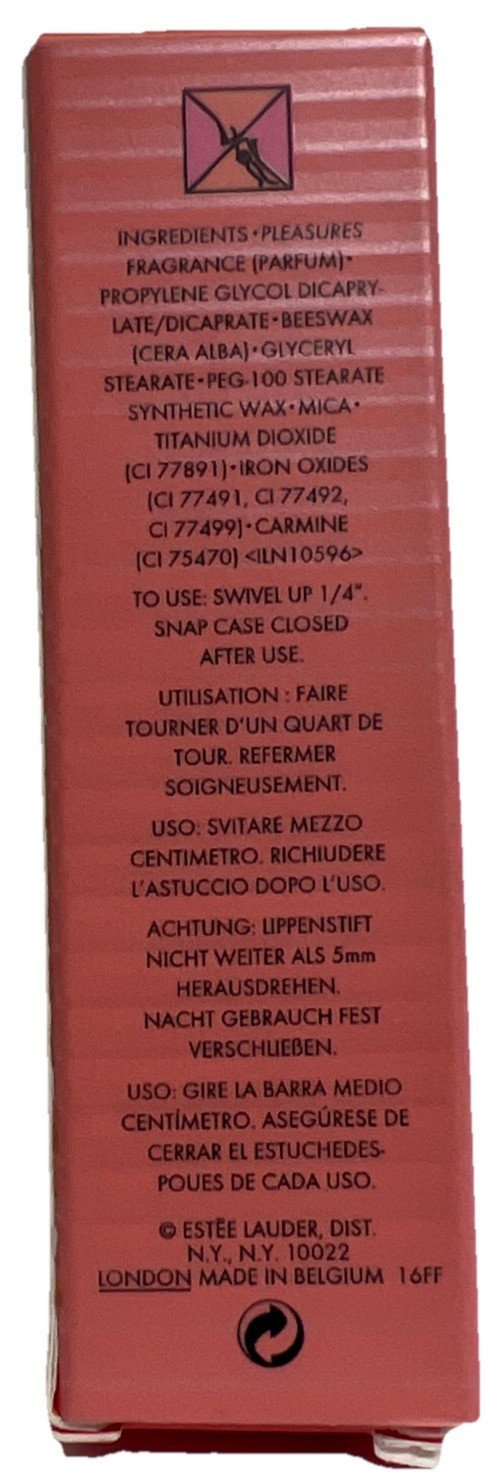 INGREDIENTS•PLEASURES
FRAGRANCE (PARFUM)•
PROPYLENE GLYCOL DICAPRY-
LATE/DICAPRATE•BEESWAX
(CERA ALBA)•GLYCERYL
STEARATE•PEG-100 STEARATE
SYNTHETIC WAX•MICA•
TITANIUM DIOXIDE
(CI 77891)•IRON OXIDES
(CI 77491, CI 77492,
CI 77499)•CARMINE
(CI 75470) <ILN10596>
TO USE: SWIVEL UP 1/4".
SNAP CASE CLOSED
AFTER USE.
UTILISATION : FAIRE
TOURNER D'UN QUART DE
TOUR. REFERMER
SOIGNEUSEMENT.
USO: SVITARE MEZZO
CENTIMETRO. RICHIUDERE
L'ASTUCCIO DOPO L'USO.
ACHTUNG: LIPPENSTIFT
NICHT WEITER ALS 5mm
HERAUSDREHEN.
NACHT GEBRAUCH FEST
VERSCHLIEßEN.
USO: GIRE LA BARRA MEDIO
CENTÍMETRO. ASEGÚRESE DE
CERRAR EL ESTUCHEDES-
POUES DE CADA USO.
© ESTĒE LAUDER, DIST.
N.Y., N.Y. 10022
LONDON MADE IN BELGIUM 16FF